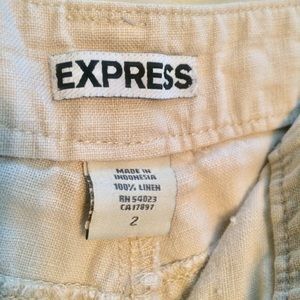 EXPRESS
MADE IN
INDONESIA
100% LINEN
RN 54023
CA17897
2